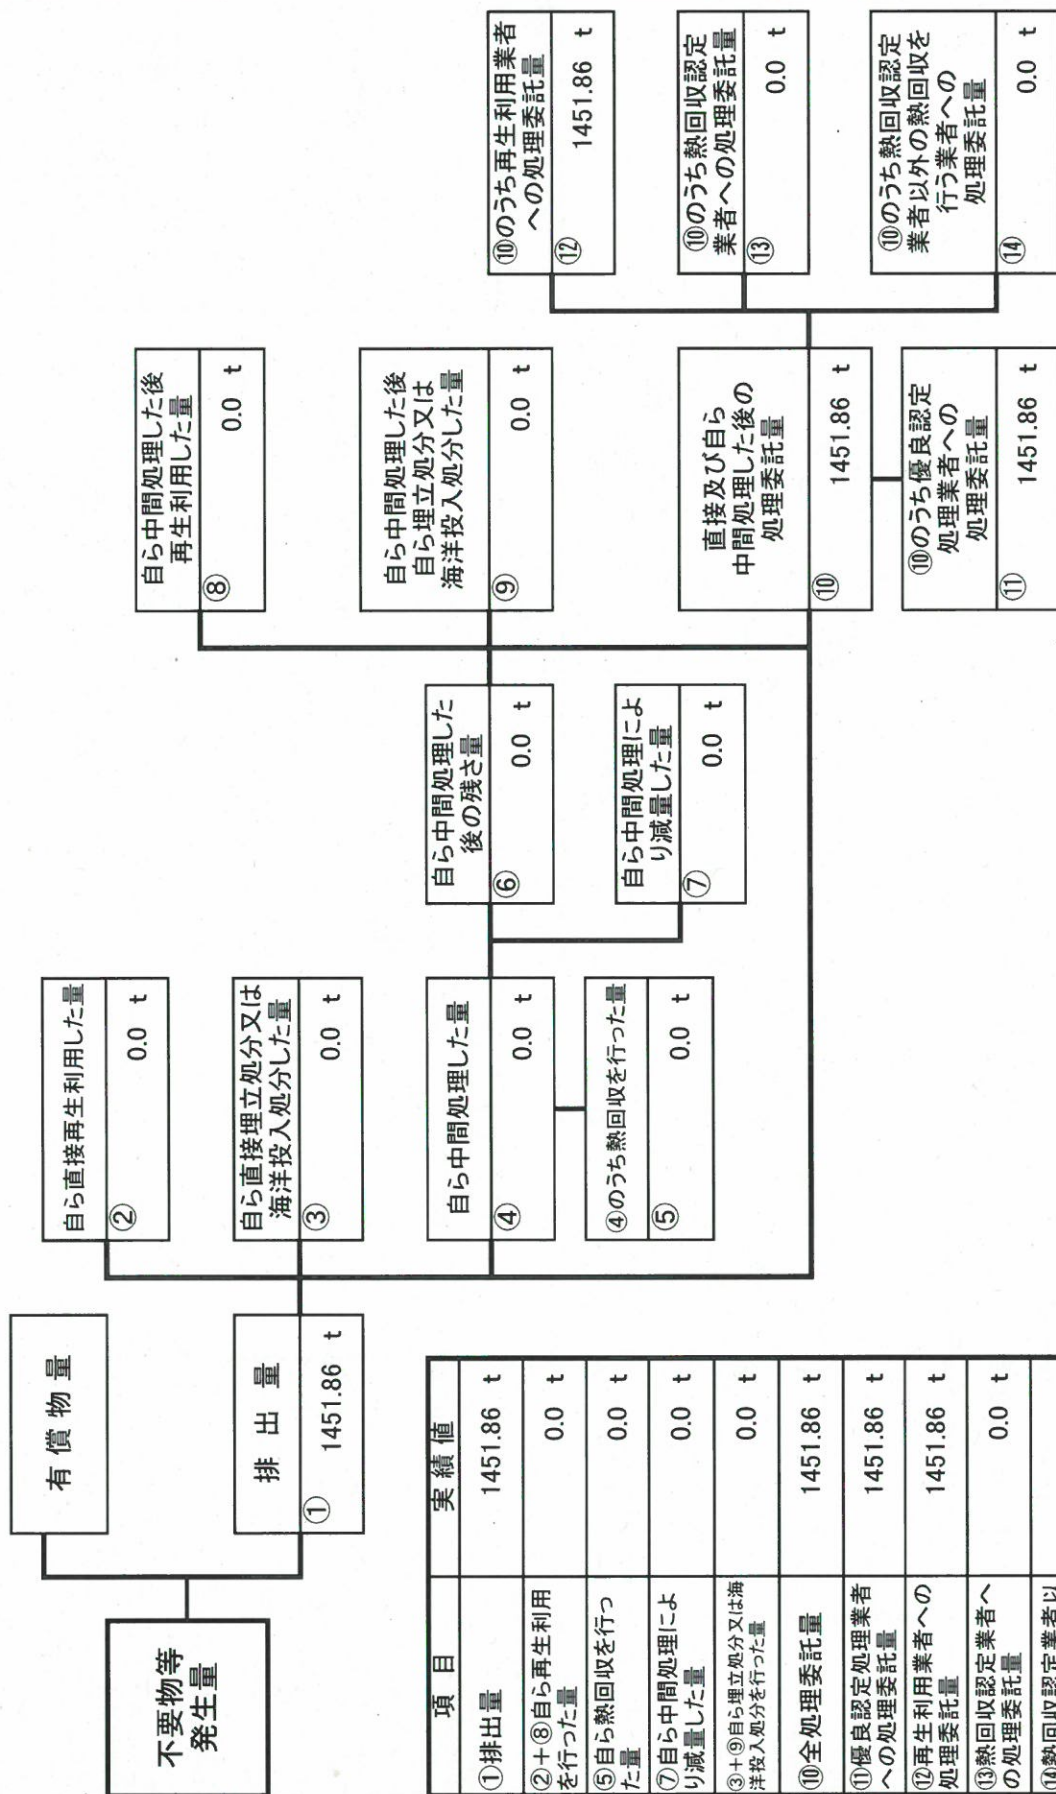 不要物等
発生量
有 償 物 量
排 出 量
① 1451.86 t
自ら直接再生利用した量
② 0.0 t
自ら直接埋立処分又は
海洋投入処分した量
③ 0.0 t
自ら中間処理した量
④ 0.0 t
④のうち熱回収を行った量
⑤ 0.0 t
自ら中間処理した
後の残さ量
⑥ 0.0 t
自ら中間処理によ
り減量した量
⑦ 0.0 t
自ら中間処理した後
再生利用した量
⑧ 0.0 t
自ら中間処理した後
自ら埋立処分又は
海洋投入処分した量
⑨ 0.0 t
直接及び自ら
中間処理した後の
処理委託量
⑩ 1451.86 t
⑩のうち優良認定
処理業者への
処理委託量
⑪ 1451.86 t
⑩のうち再生利用業者
への処理委託量
⑫ 1451.86 t
⑩のうち熱回収認定
業者への処理委託量
⑬ 0.0 t
⑩のうち熱回収認定
業者以外の熱回収を
行う業者への
処理委託量
⑭ 0.0 t
項 目 実 績 値
①排出量 1451.86 t
②+⑧自ら再生利用
を行った量 0.0 t
⑤自ら熱回収を行っ
た量 0.0 t
⑦自ら中間処理によ
り減量した量 0.0 t
③+⑨自ら埋立処分又は海
洋投入処分を行った量 0.0 t
⑩全処理委託量 1451.86 t
⑪優良認定処理業者
への処理委託量 1451.86 t
⑫再生利用業者への
処理委託量 1451.86 t
⑬熱回収認定業者へ
の処理委託量 0.0 t
⑭熱回収認定業者以